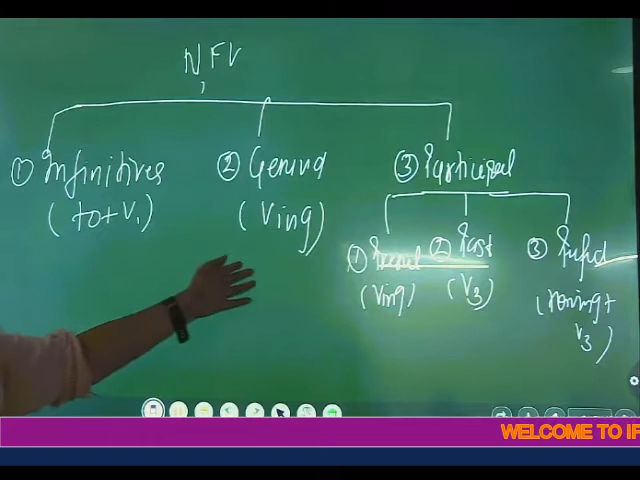 NFV
① Infinitives
(to+V1)
② Gerund
(Ving)
③ Participal
① Present
(Ving)
② Past
(V3)
③ Perfect
(Having+
V3)
WELCOME TO IF